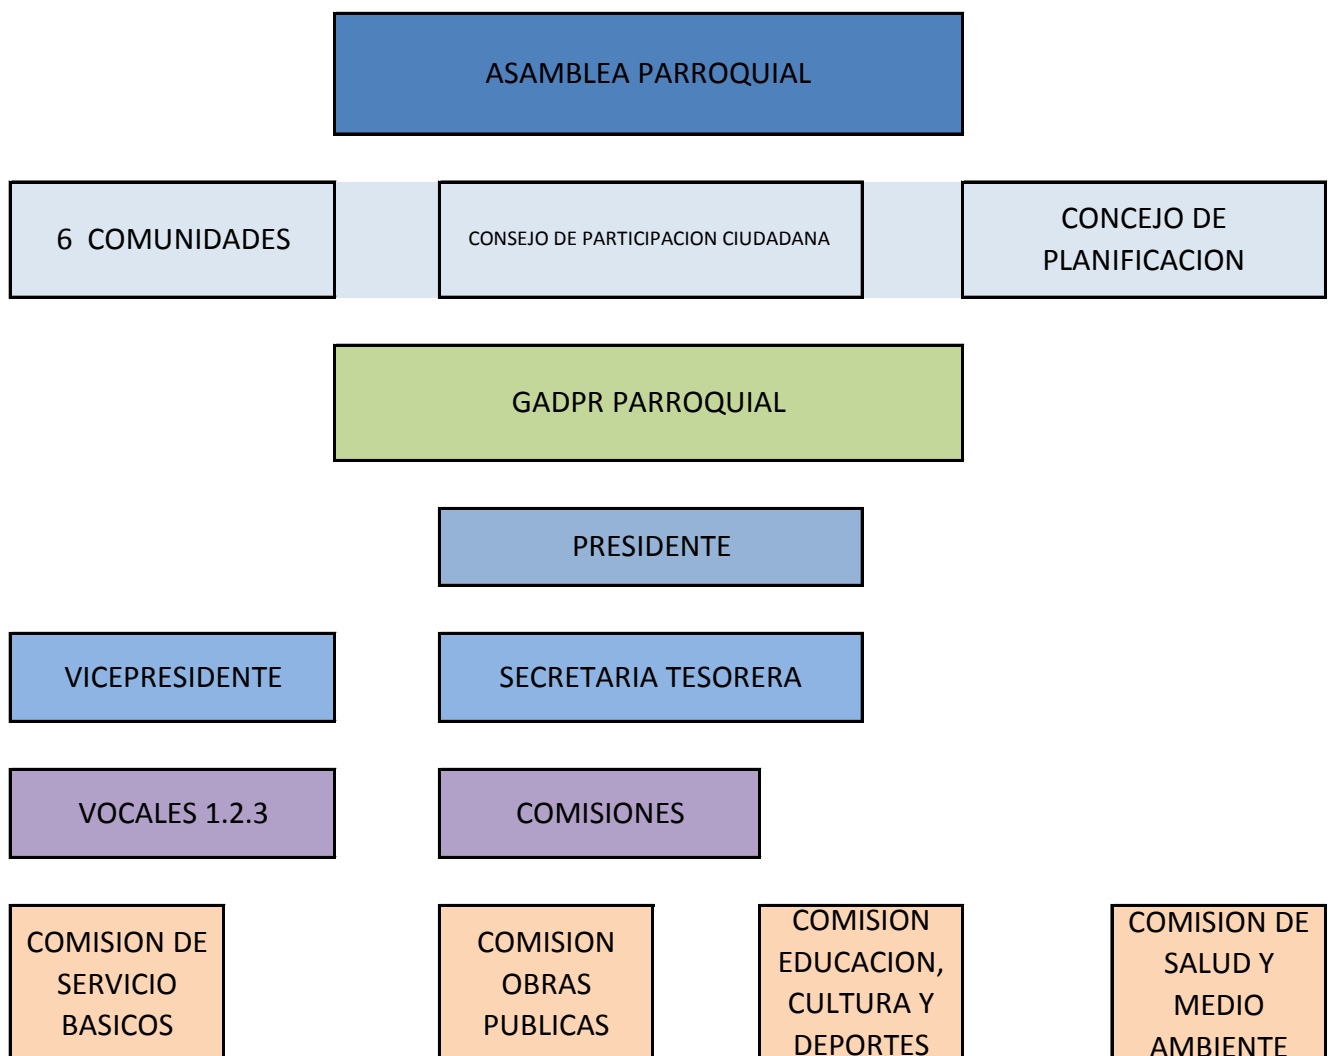 ASAMBLEA PARROQUIAL
6 COMUNIDADES
CONSEJO DE PARTICIPACION CIUDADANA
CONCEJO DE
PLANIFICACION
GADPR PARROQUIAL
PRESIDENTE
VICEPRESIDENTE
SECRETARIA TESORERA
VOCALES 1.2.3
COMISIONES
COMISION DE
SERVICIO
BASICOS
COMISION
OBRAS
PUBLICAS
COMISION
EDUCACION,
CULTURA Y
DEPORTES
COMISION DE
SALUD Y
MEDIO
AMBIENTE